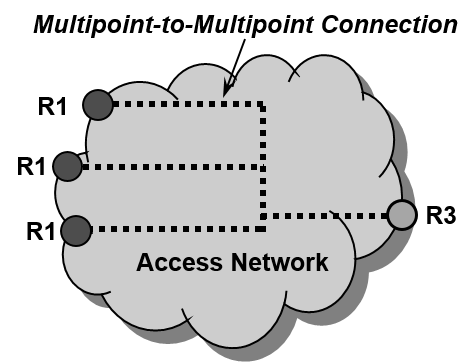 Multipoint-to-Multipoint Connection
R1
R1
R1
R3
Access Network